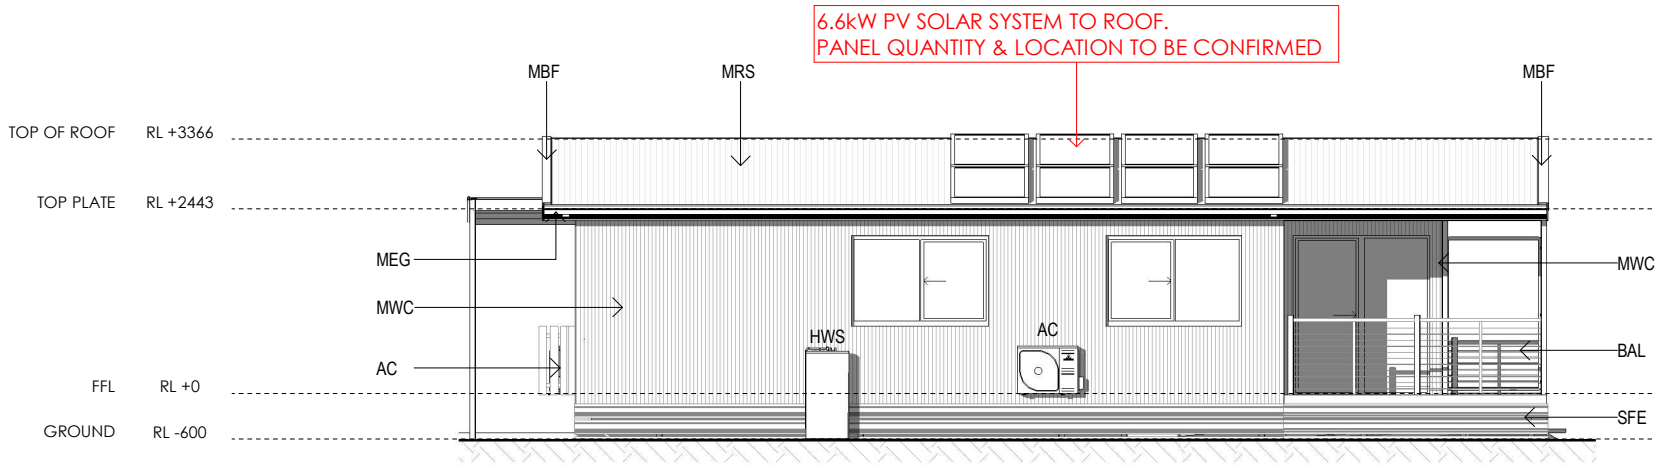 6.6kW PV SOLAR SYSTEM TO ROOF.
PANEL QUANTITY & LOCATION TO BE CONFIRMED
MBF MRS MBF
TOP OF ROOF RL +3366
TOP PLATE RL +2443
MEG MWC
MWC
HWS AC
AC BAL
FFL RL +0
SFE
GROUND RL -600